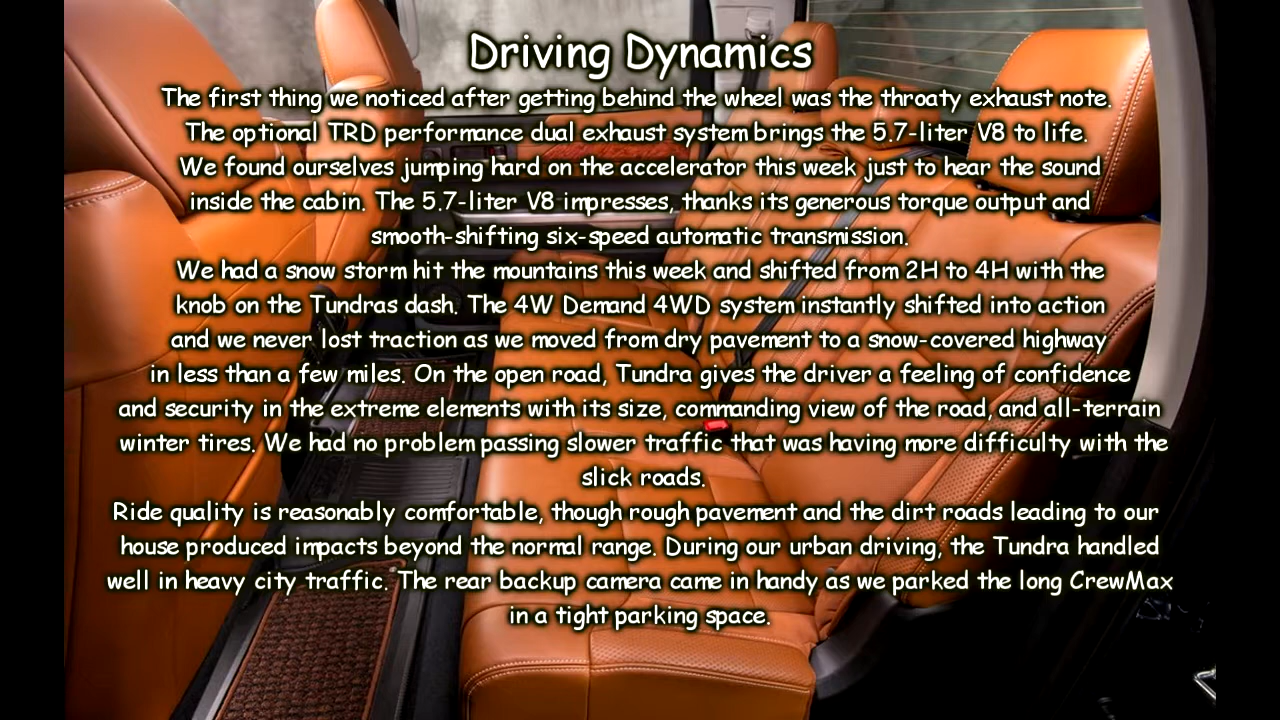 Driving Dynamics
The first thing we noticed after getting behind the wheel was the throaty exhaust note.
The optional TRD performance dual exhaust system brings the 5.7-liter V8 to life.
We found ourselves jumping hard on the accelerator this week just to hear the sound
inside the cabin. The 5.7-liter V8 impresses, thanks its generous torque output and
smooth-shifting six-speed automatic transmission.
We had a snow storm hit the mountains this week and shifted from 2H to 4H with the
knob on the Tundras dash. The 4W Demand 4WD system instantly shifted into action
and we never lost traction as we moved from dry pavement to a snow-covered highway
in less than a few miles. On the open road, Tundra gives the driver a feeling of confidence
and security in the extreme elements with its size, commanding view of the road, and all-terrain
winter tires. We had no problem passing slower traffic that was having more difficulty with the
slick roads.
Ride quality is reasonably comfortable, though rough pavement and the dirt roads leading to our
house produced impacts beyond the normal range. During our urban driving, the Tundra handled
well in heavy city traffic. The rear backup camera came in handy as we parked the long CrewMax
in a tight parking space.